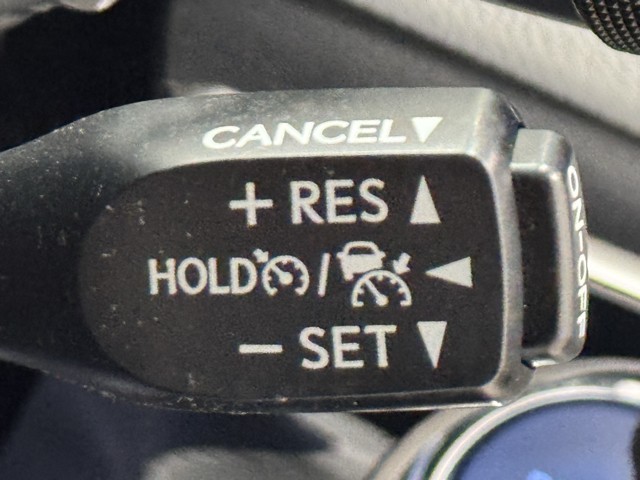 CANCEL▼
+ RES ▲
HOLD / ◀
− SET ▼
ON-OFF